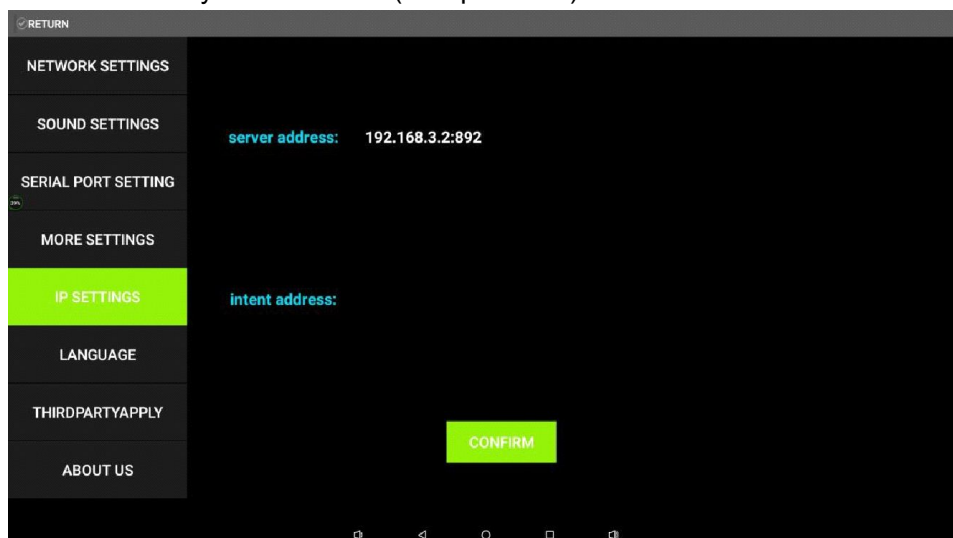 RETURN
NETWORK SETTINGS
SOUND SETTINGS
server address: 192.168.3.2:892
SERIAL PORT SETTING
MORE SETTINGS
IP SETTINGS
intent address:
LANGUAGE
THIRDPARTYAPPLY
CONFIRM
ABOUT US